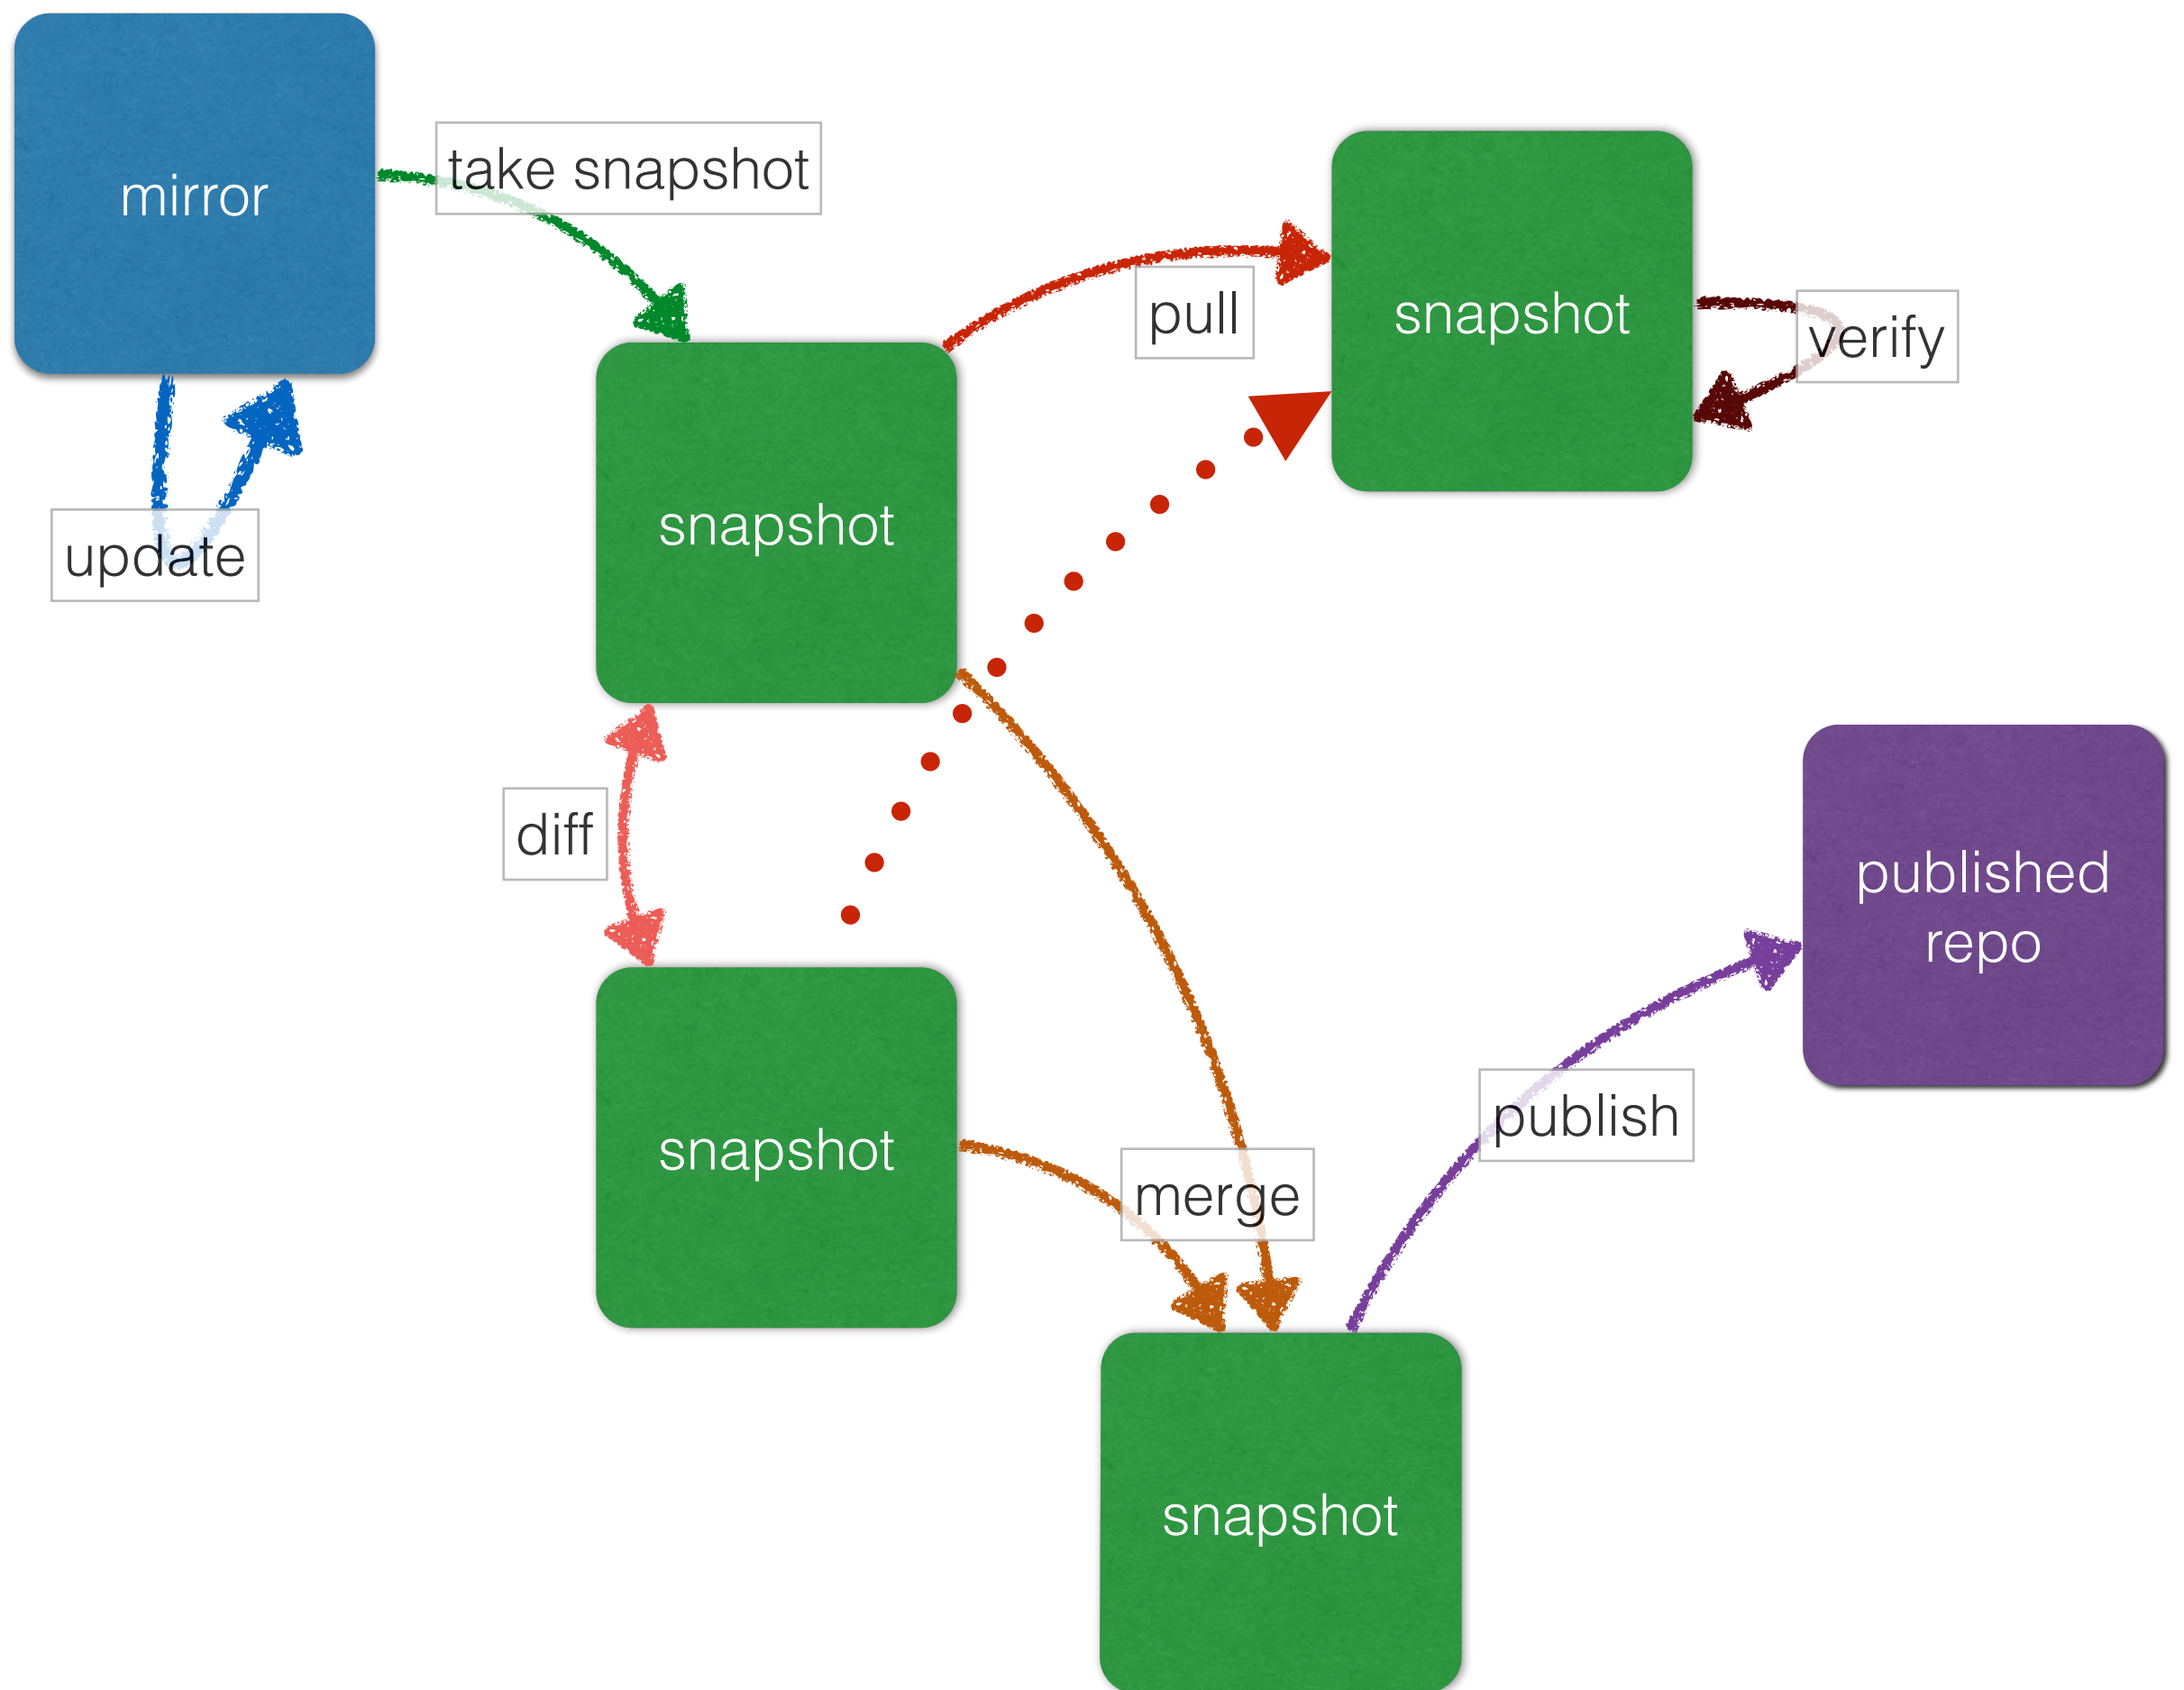 mirror
take snapshot
pull
snapshot
verify
snapshot
update
diff
published
repo
publish
snapshot
merge
snapshot